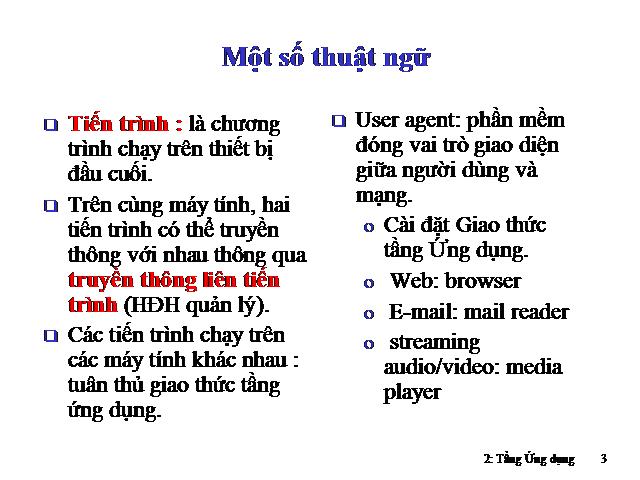 Một số thuật ngữ
❑ Tiến trình : là chương
trình chạy trên thiết bị
đầu cuối.
❑ Trên cùng máy tính, hai
tiến trình có thể truyền
thông với nhau thông qua
truyền thông liên tiến
trình (HĐH quản lý).
❑ Các tiến trình chạy trên
các máy tính khác nhau :
tuân thủ giao thức tầng
ứng dụng.
❑ User agent: phần mềm
đóng vai trò giao diện
giữa người dùng và
mạng.
o Cài đặt Giao thức
tầng Ứng dụng.
o Web: browser
o E-mail: mail reader
o streaming
audio/video: media
player
2: Tầng Ứng dụng 3